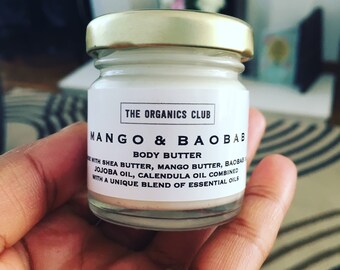 THE ORGANICS CLUB
MANGO & BAOBAB
BODY BUTTER
WITH SHEA BUTTER, MANGO BUTTER, BAOBAB
JOJOBA OIL, CALENDULA OIL COMBINED
WITH A UNIQUE BLEND OF ESSENTIAL OILS